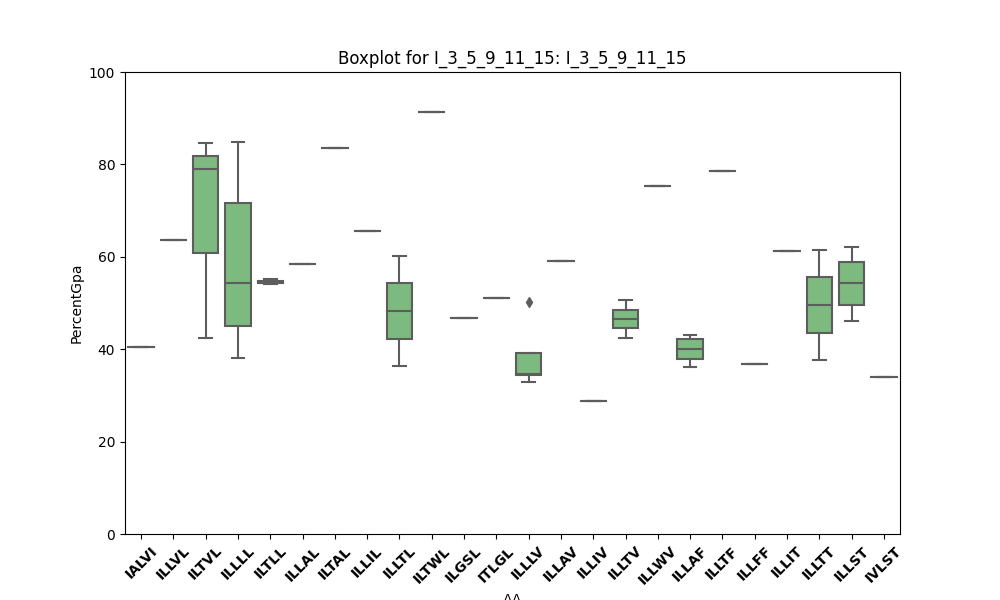 Boxplot for I_3_5_9_11_15: I_3_5_9_11_15
PercentGpa
100
80
60
40
20
0
IALVI
ILLVL
ILTVL
ILLLL
ILTLL
ILLAL
ILTAL
ILLIL
ILLTL
ILTWL
ILGSL
ITLGL
ILLLV
ILLAV
ILLIV
ILLTV
ILLWV
ILLAF
ILLTF
ILLFF
ILLIT
ILLTT
ILLST
IVLST
AA